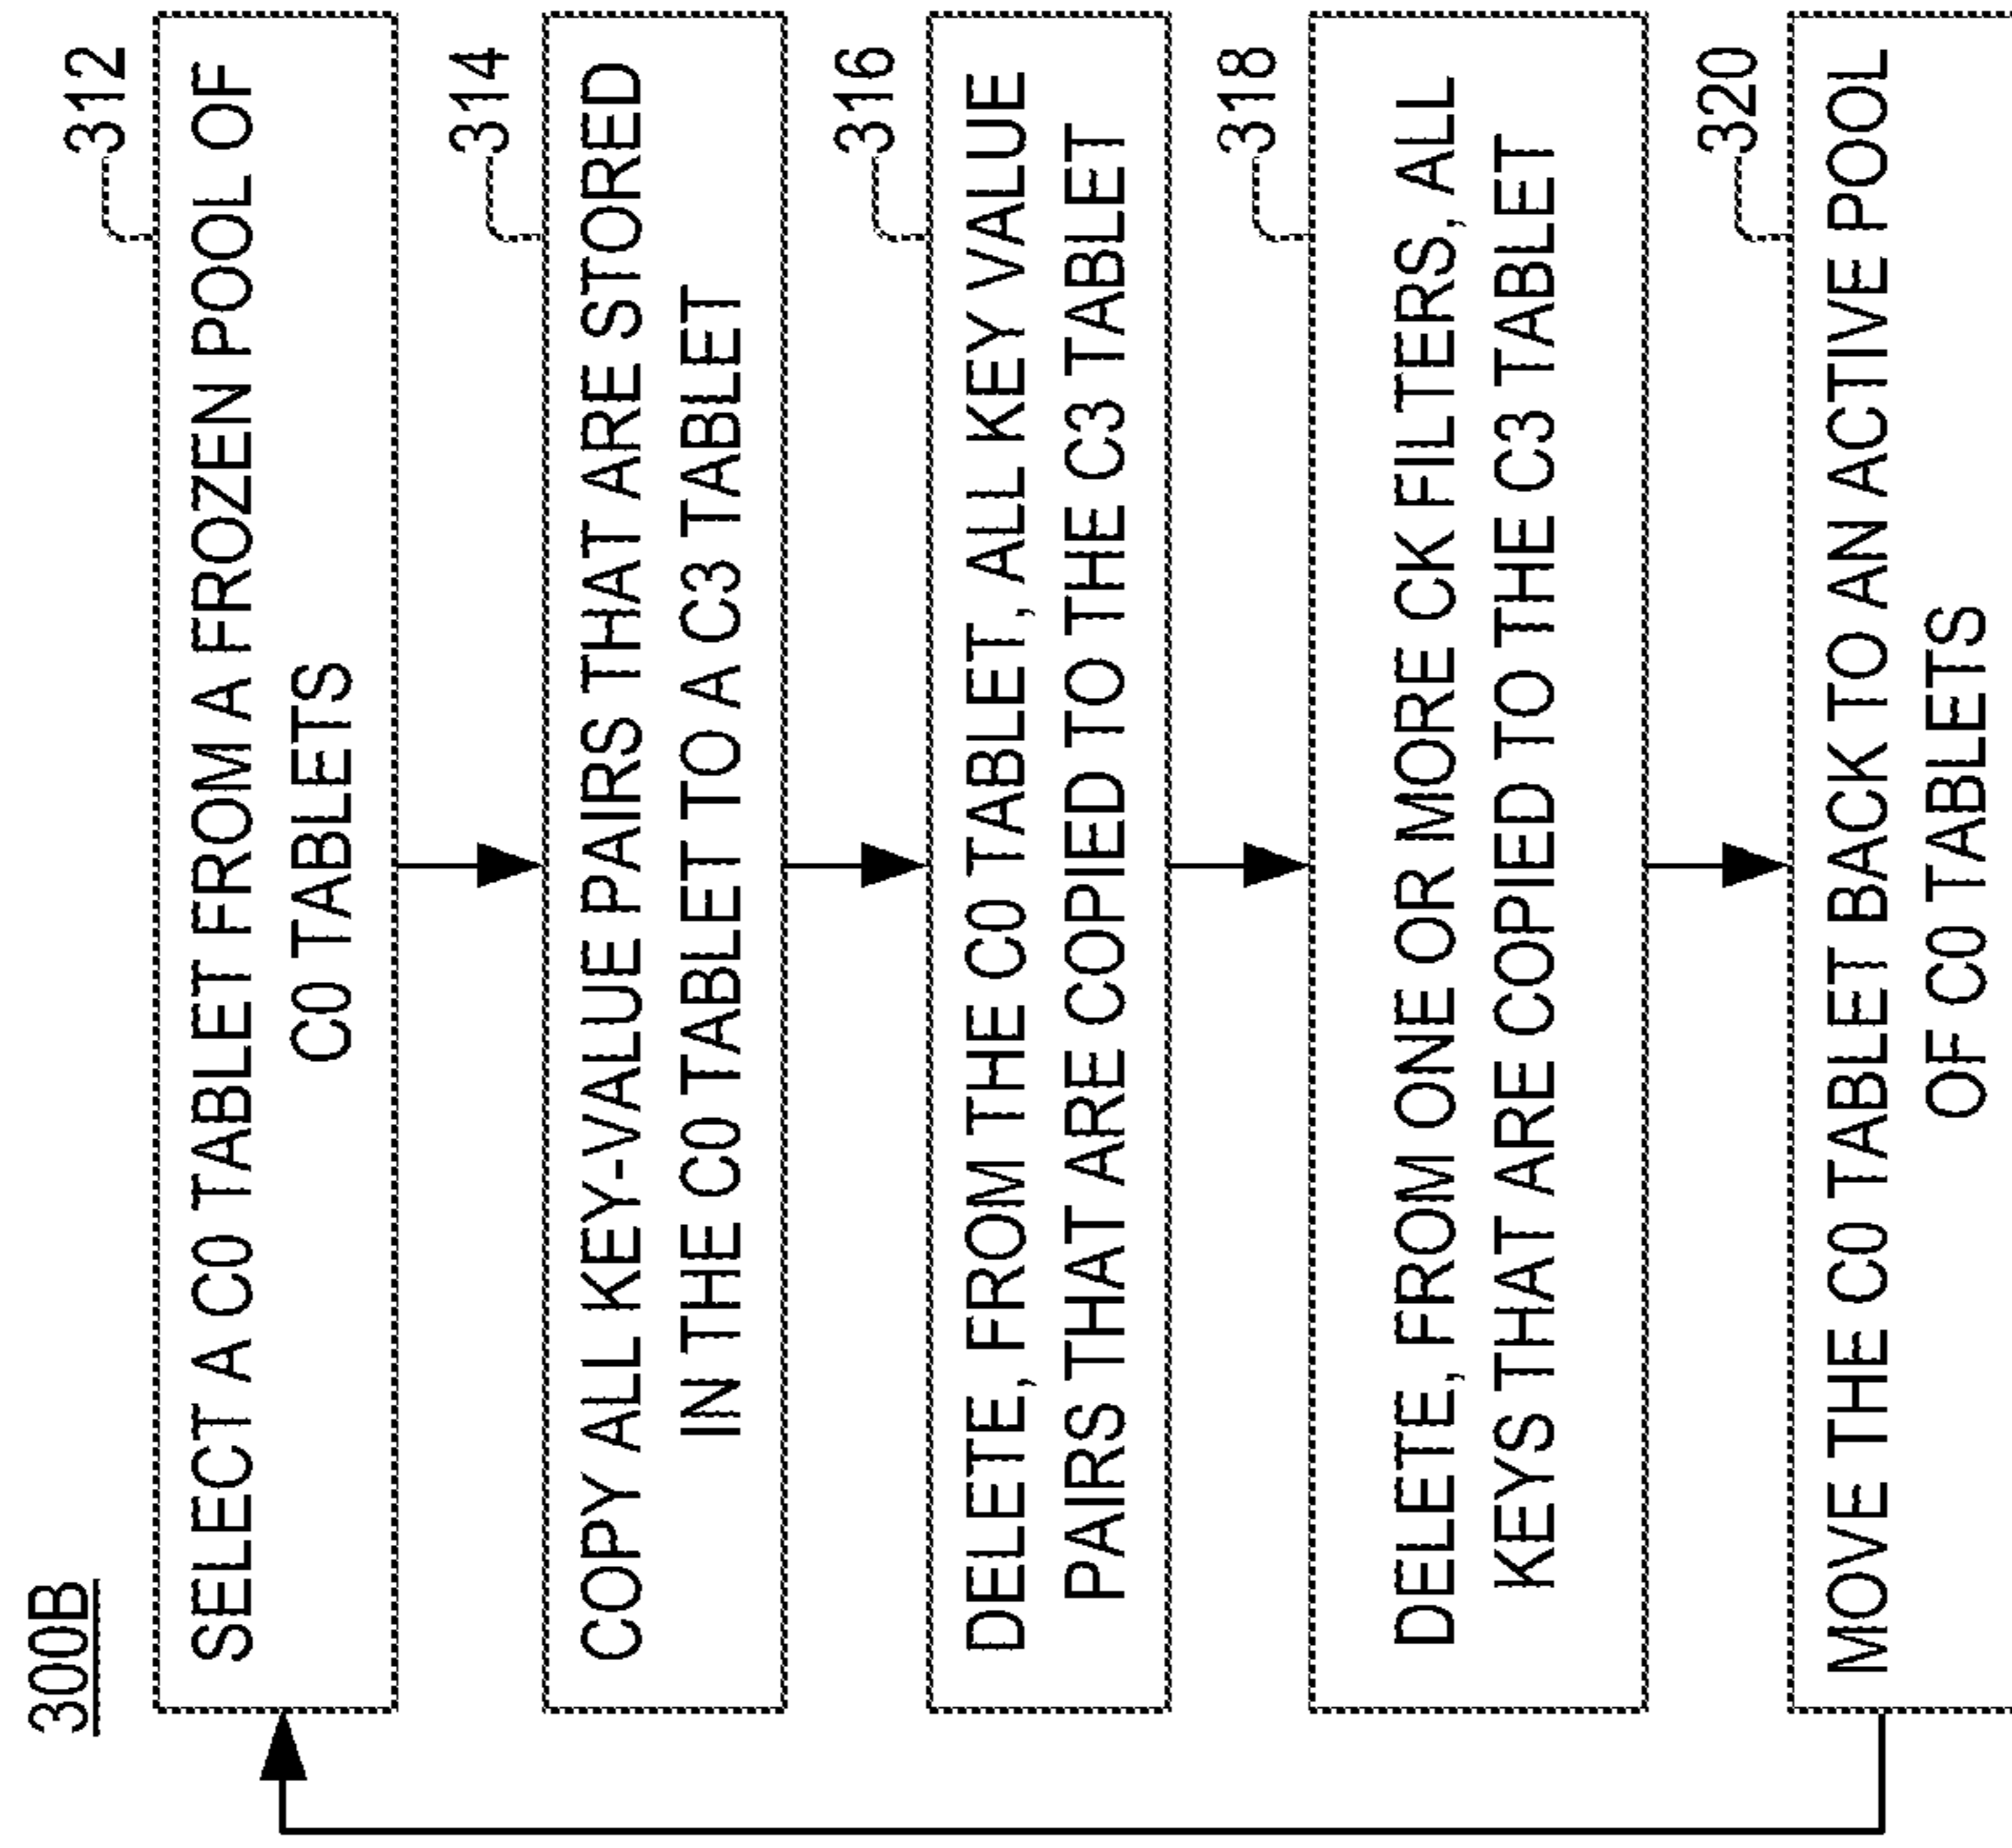 300B
312
SELECT A C0 TABLET FROM A FROZEN POOL OF
C0 TABLETS
314
COPY ALL KEY-VALUE PAIRS THAT ARE STORED
IN THE C0 TABLET TO A C3 TABLET
316
DELETE, FROM THE C0 TABLET, ALL KEY VALUE
PAIRS THAT ARE COPIED TO THE C3 TABLET
318
DELETE, FROM ONE OR MORE CK FILTERS, ALL
KEYS THAT ARE COPIED TO THE C3 TABLET
320
MOVE THE C0 TABLET BACK TO AN ACTIVE POOL
OF C0 TABLETS